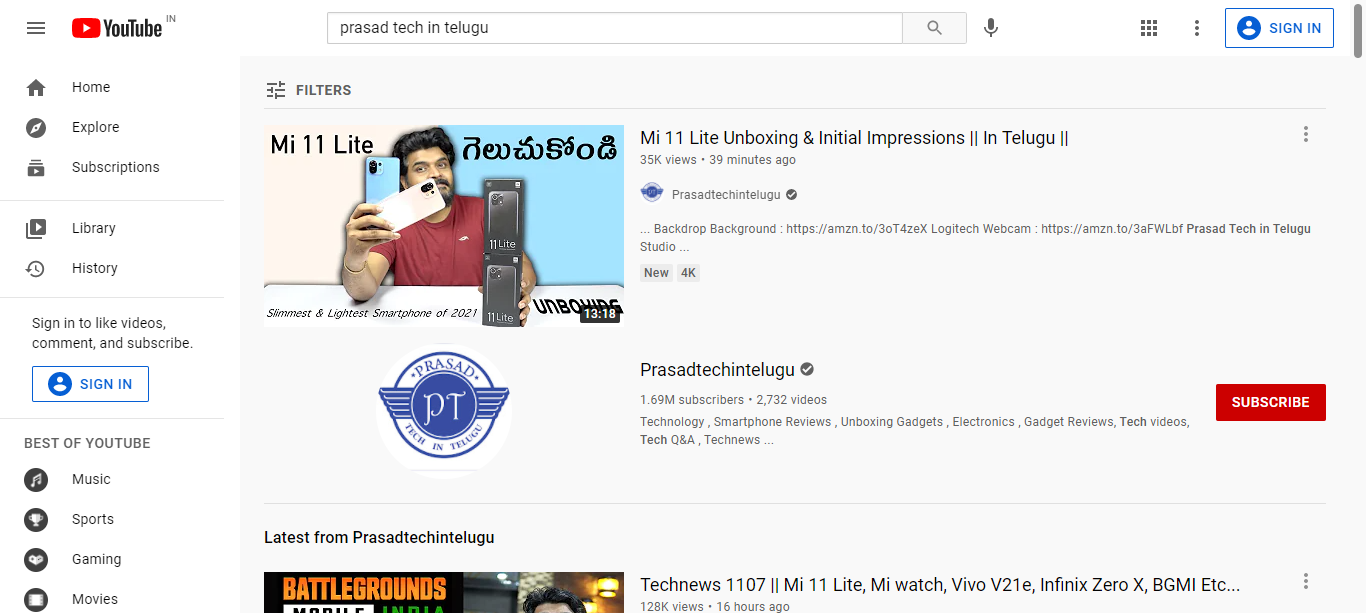 YouTube IN
prasad tech in telugu
SIGN IN
Home
Explore
Subscriptions
Library
History
Sign in to like videos,
comment, and subscribe.
SIGN IN
BEST OF YOUTUBE
Music
Sports
Gaming
Movies
FILTERS
Mi 11 Lite
గెలుచుకోండి
11 Lite
11 Lite
Slimmest & Lightest Smartphone of 2021
UNBOXING
13:18
Mi 11 Lite Unboxing & Initial Impressions || In Telugu ||
35K views • 39 minutes ago
PT
Prasadtechintelugu
... Backdrop Background : https://amzn.to/3oT4zeX Logitech Webcam : https://amzn.to/3aFWLbf Prasad Tech in Telugu
Studio ...
New 4K
PRASAD
PT
TECH IN TELUGU
Prasadtechintelugu
1.69M subscribers • 2,732 videos
Technology , Smartphone Reviews , Unboxing Gadgets , Electronics , Gadget Reviews, Tech videos,
Tech Q&A , Technews ...
SUBSCRIBE
Latest from Prasadtechintelugu
BATTLEGROUNDS
MOBILE INDIA
Technews 1107 || Mi 11 Lite, Mi watch, Vivo V21e, Infinix Zero X, BGMI Etc...
128K views • 16 hours ago